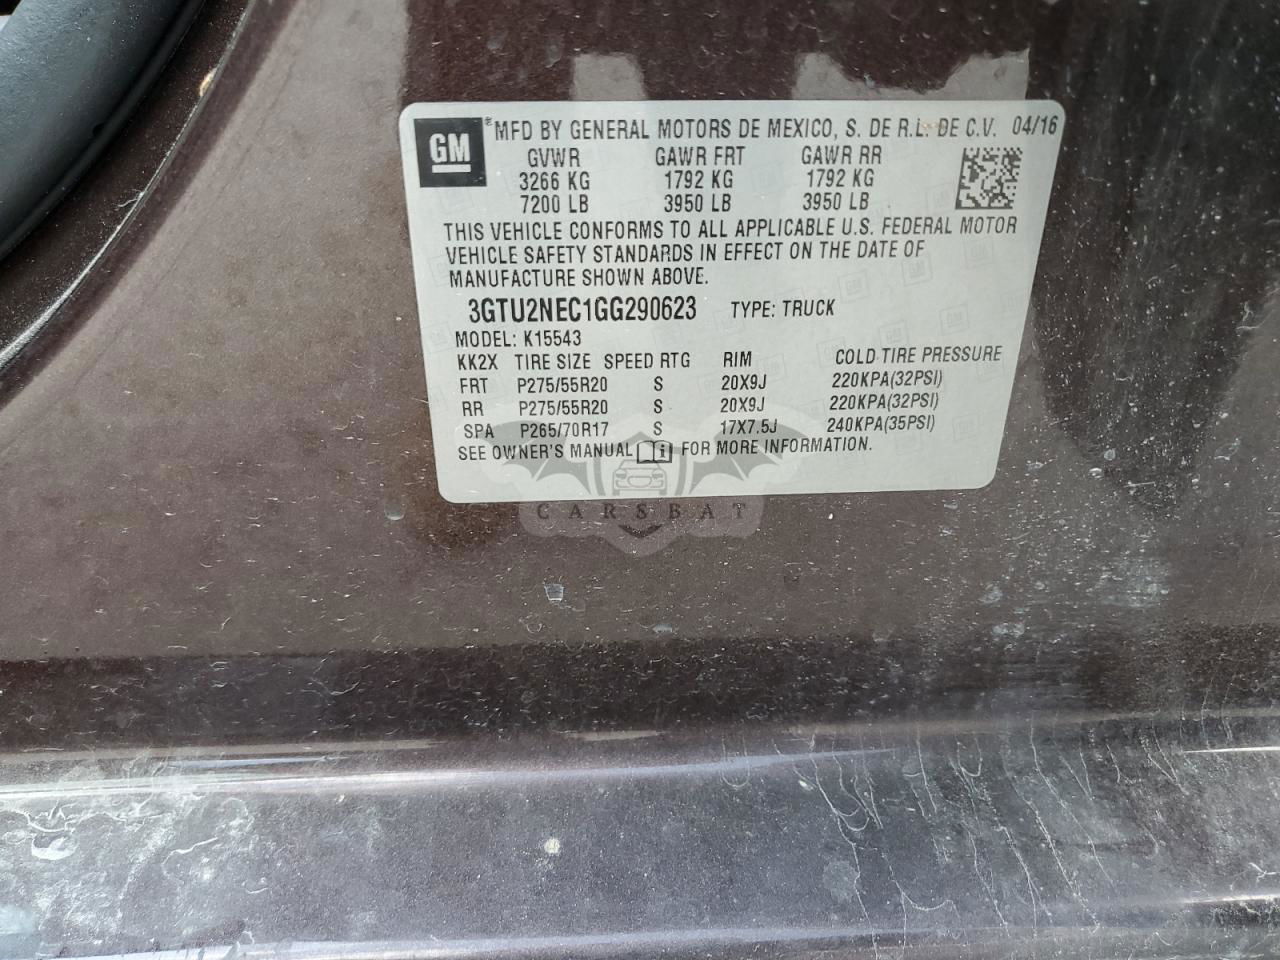 GM ® MFD BY GENERAL MOTORS DE MEXICO, S. DE R.L. DE C.V. 04/16
GVWR GAWR FRT GAWR RR
3266 KG 1792 KG 1792 KG
7200 LB 3950 LB 3950 LB
THIS VEHICLE CONFORMS TO ALL APPLICABLE U.S. FEDERAL MOTOR
VEHICLE SAFETY STANDARDS IN EFFECT ON THE DATE OF
MANUFACTURE SHOWN ABOVE.
3GTU2NEC1GG290623 TYPE: TRUCK
MODEL: K15543
KK2X TIRE SIZE SPEED RTG RIM COLD TIRE PRESSURE
FRT P275/55R20 S 20X9J 220KPA(32PSI)
RR P275/55R20 S 20X9J 220KPA(32PSI)
SPA P265/70R17 S 17X7.5J 240KPA(35PSI)
SEE OWNER'S MANUAL i FOR MORE INFORMATION.
CARSBAT